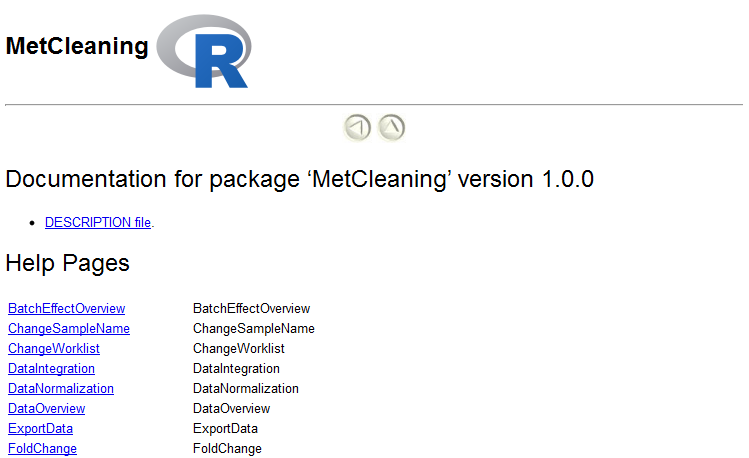 MetCleaning R
Documentation for package ‘MetCleaning’ version 1.0.0
• DESCRIPTION file.
Help Pages
BatchEffectOverview BatchEffectOverview
ChangeSampleName ChangeSampleName
ChangeWorklist ChangeWorklist
DataIntegration DataIntegration
DataNormalization DataNormalization
DataOverview DataOverview
ExportData ExportData
FoldChange FoldChange